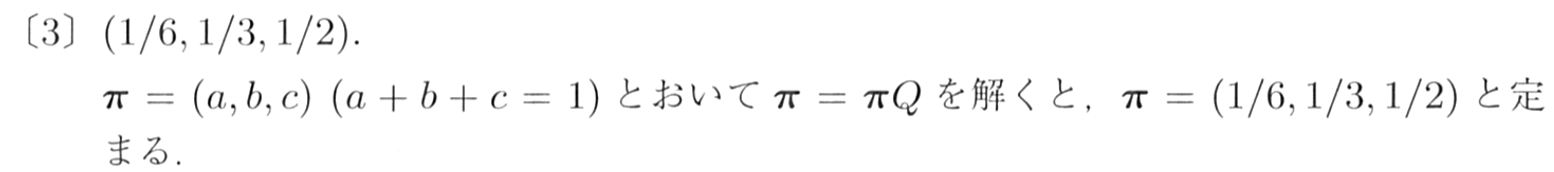 〔3〕 (1/6, 1/3, 1/2).
π = (a, b, c) (a + b + c = 1) とおいて π = πQ を解くと, π = (1/6, 1/3, 1/2) と定
まる.